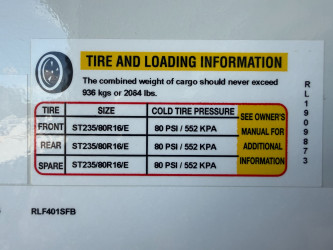 TIRE AND LOADING INFORMATION
The combined weight of cargo should never exceed
936 kgs or 2084 lbs.
TIRE SIZE COLD TIRE PRESSURE
FRONT ST235/80R16/E 80 PSI / 552 KPA
REAR ST235/80R16/E 80 PSI / 552 KPA
SPARE ST235/80R16/E 80 PSI / 552 KPA
SEE OWNER'S
MANUAL FOR
ADDITIONAL
INFORMATION
RL1909873
RLF401SFB